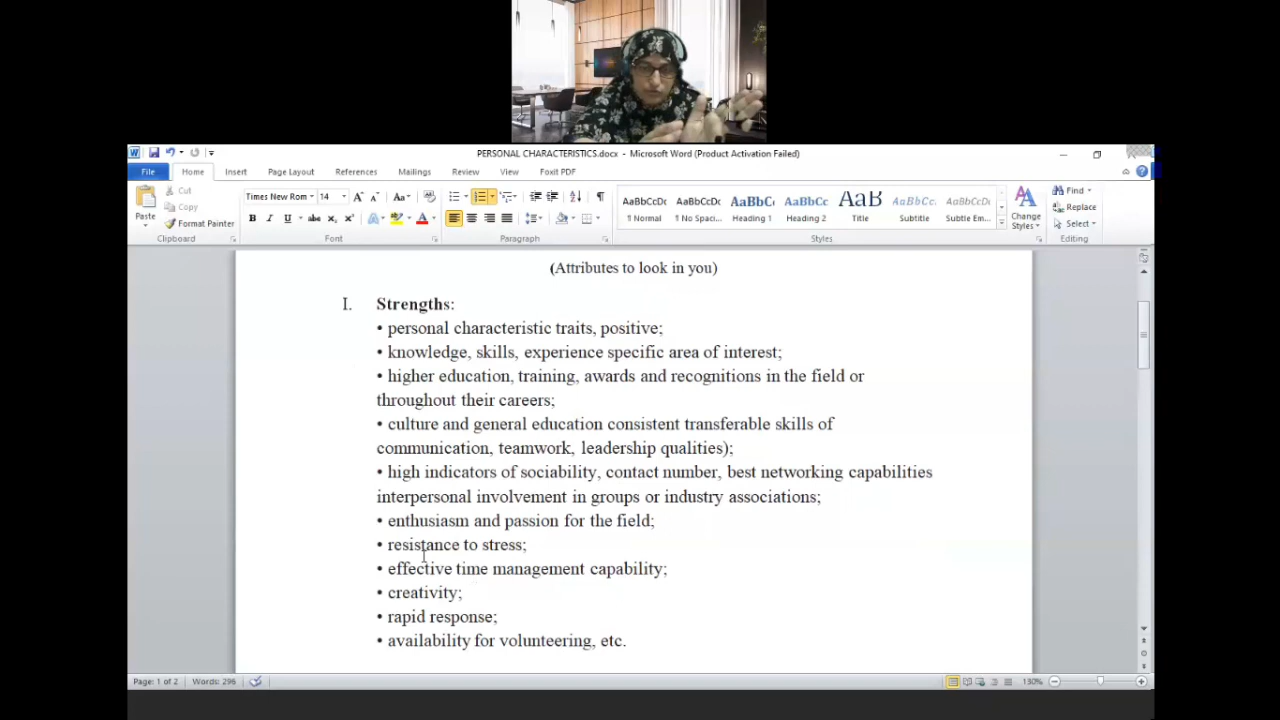 PERSONAL CHARACTERISTICS.docx - Microsoft Word (Product Activation Failed)
File Home Insert Page Layout References Mailings Review View Foxit PDF
Paste
Cut
Copy
Format Painter
Clipboard
Times New Rom 14
B I U abc
Font
Paragraph
AaBbCcDc AaBbCcDc AaBbCc AaBbCc AaB AaBbCc. AaBbCcDc
¶ Normal ¶ No Spaci... Heading 1 Heading 2 Title Subtitle Subtle Em...
Styles
Change
Styles
Find
Replace
Select
Editing
(Attributes to look in you)
I. Strengths:
• personal characteristic traits, positive;
• knowledge, skills, experience specific area of interest;
• higher education, training, awards and recognitions in the field or
throughout their careers;
• culture and general education consistent transferable skills of
communication, teamwork, leadership qualities);
• high indicators of sociability, contact number, best networking capabilities
interpersonal involvement in groups or industry associations;
• enthusiasm and passion for the field;
• resistance to stress;
• effective time management capability;
• creativity;
• rapid response;
• availability for volunteering, etc.
Page: 1 of 2 Words: 296 130%